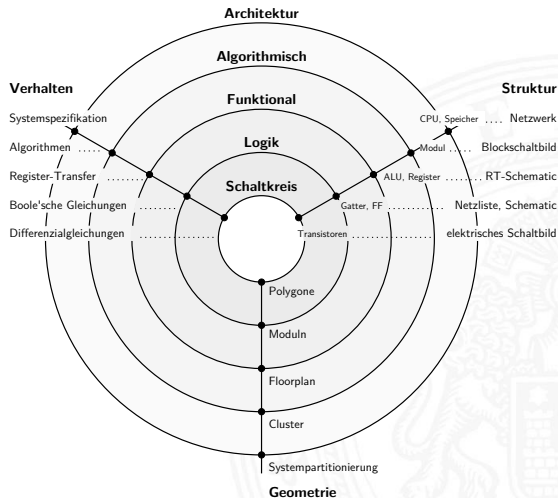 Architektur
Algorithmisch
Verhalten
Struktur
Funktional
Systemspezifikation
CPU, Speicher .... Netzwerk
Logik
Algorithmen
Modul ..... Blockschaltbild
Register-Transfer
ALU, Register ....... RT-Schematic
Schaltkreis
Boole'sche Gleichungen
Gatter, FF ............ Netzliste, Schematic
Differenzialgleichungen
Transistoren ............... elektrisches Schaltbild
Polygone
Moduln
Floorplan
Cluster
Systempartitionierung
Geometrie